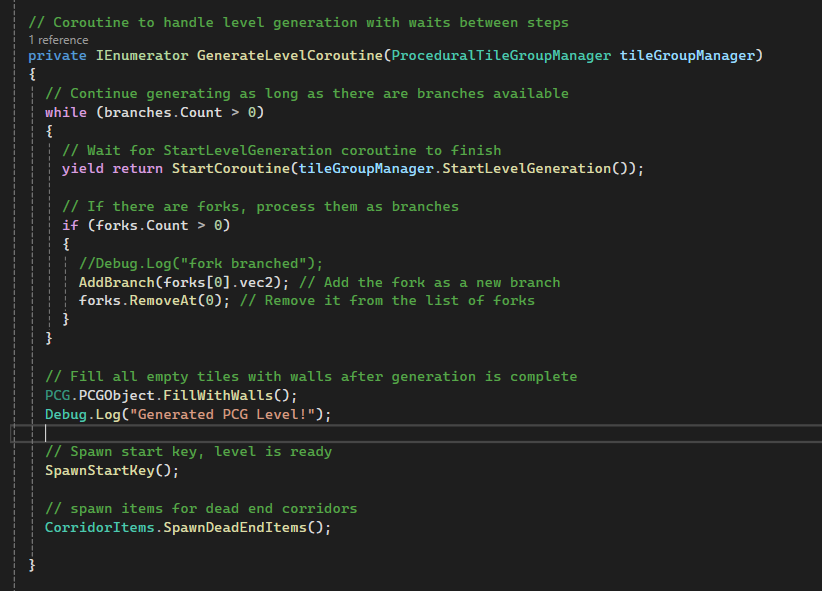 // Coroutine to handle level generation with waits between steps
1 reference
private IEnumerator GenerateLevelCoroutine(ProceduralTileGroupManager tileGroupManager)
{
// Continue generating as long as there are branches available
while (branches.Count > 0)
{
// Wait for StartLevelGeneration coroutine to finish
yield return StartCoroutine(tileGroupManager.StartLevelGeneration());
// If there are forks, process them as branches
if (forks.Count > 0)
{
//Debug.Log("fork branched");
AddBranch(forks[0].vec2); // Add the fork as a new branch
forks.RemoveAt(0); // Remove it from the list of forks
}
}
// Fill all empty tiles with walls after generation is complete
PCG.PCGObject.FillWithWalls();
Debug.Log("Generated PCG Level!");
// Spawn start key, level is ready
SpawnStartKey();
// spawn items for dead end corridors
CorridorItems.SpawnDeadEndItems();
}